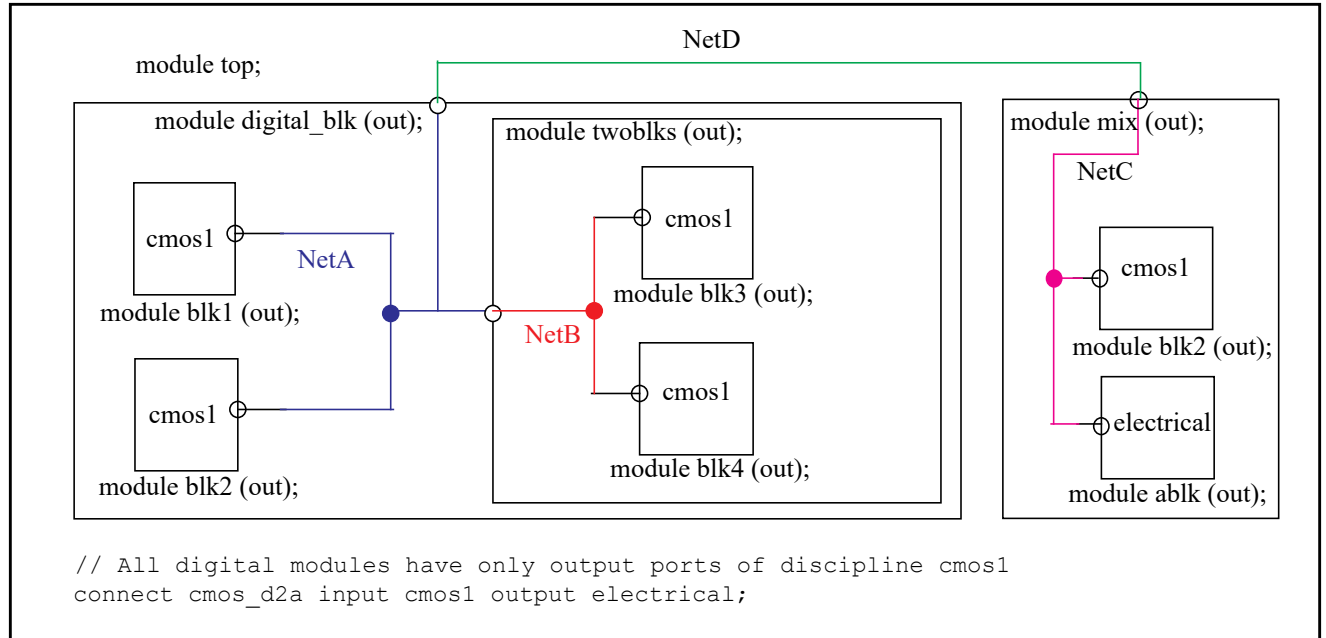 NetD
module top;
module digital_blk (out);
module twoblks (out);
module mix (out);
NetC
cmos1
NetA
module blk1 (out);
cmos1
module blk2 (out);
cmos1
module blk3 (out);
NetB
cmos1
module blk4 (out);
cmos1
module blk2 (out);
electrical
module ablk (out);
// All digital modules have only output ports of discipline cmos1
connect cmos_d2a input cmos1 output electrical;